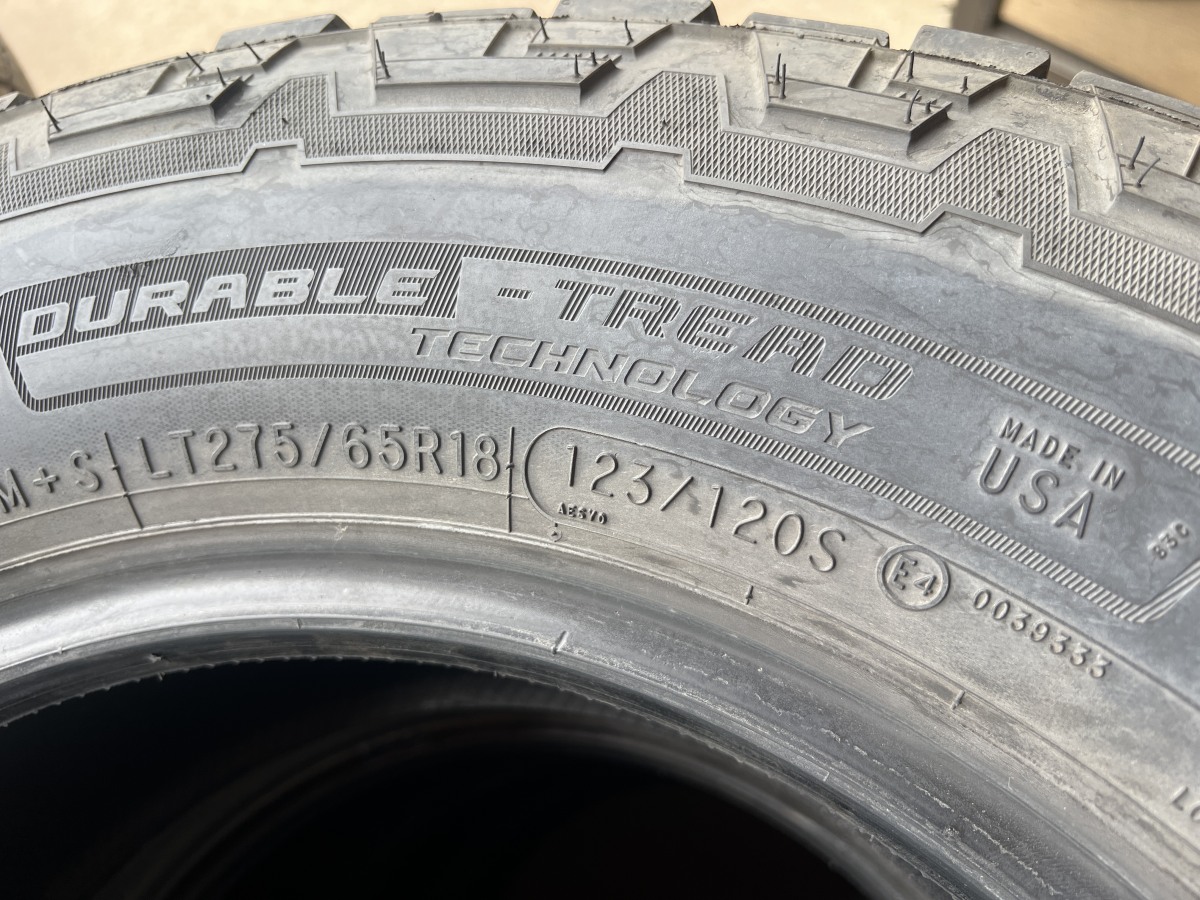 DURABLE-TREAD
TECHNOLOGY
MADE IN
USA
M+S LT275/65R18 123/120S E4 0039333